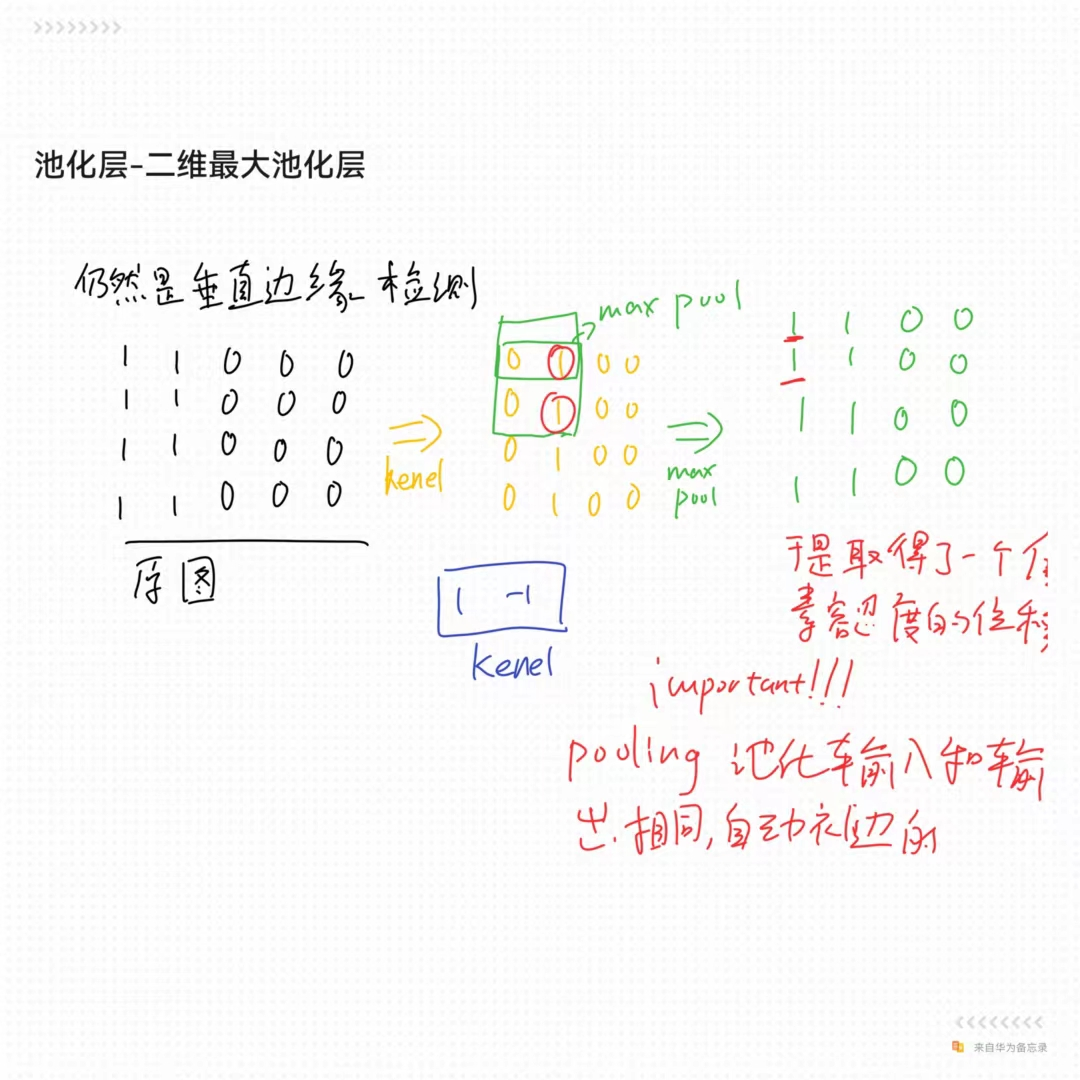 池化层-二维最大池化层
仍然是垂直边缘检测
max pool
1 1 0 0 0
1 1 0 0 0
1 1 0 0 0
1 1 0 0 0
原图
kenel
0 1 0 0
0 1 0 0
0 1 0 0
0 1 0 0
max
pool
1 1 0 0
1 1 0 0
1 1 0 0
1 1 0 0
1 -1
kenel
于是取得了一个
素容忍度的位移
important!!!
pooling 池化车输入和输
出.相同,自动补边的
来自华为备忘录